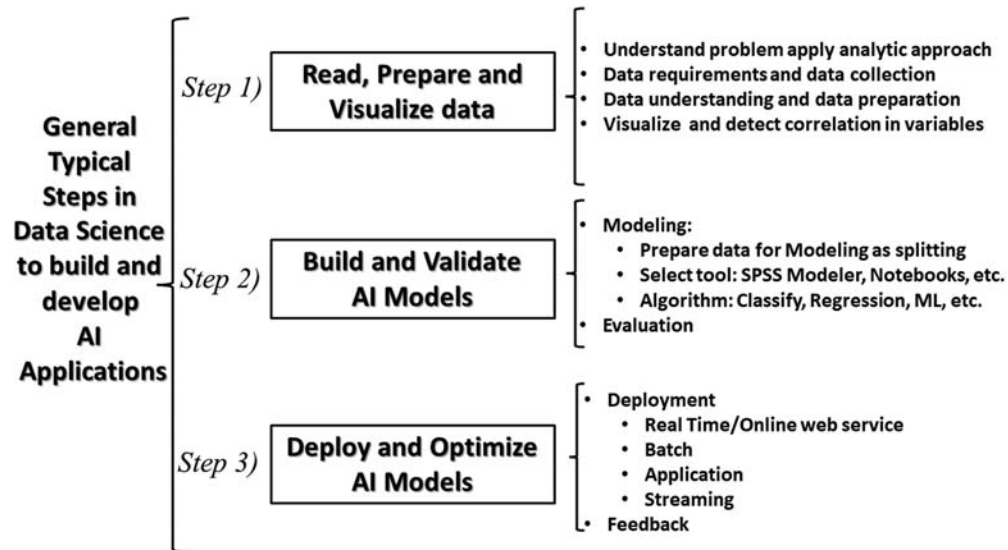 General
Typical
Steps in
Data Science
to build and
develop
AI
Applications
Step 1)
Read, Prepare and
Visualize data
• Understand problem apply analytic approach
• Data requirements and data collection
• Data understanding and data preparation
• Visualize and detect correlation in variables
Step 2)
Build and Validate
AI Models
• Modeling:
• Prepare data for Modeling as splitting
• Select tool: SPSS Modeler, Notebooks, etc.
• Algorithm: Classify, Regression, ML, etc.
• Evaluation
Step 3)
Deploy and Optimize
AI Models
• Deployment
• Real Time/Online web service
• Batch
• Application
• Streaming
• Feedback